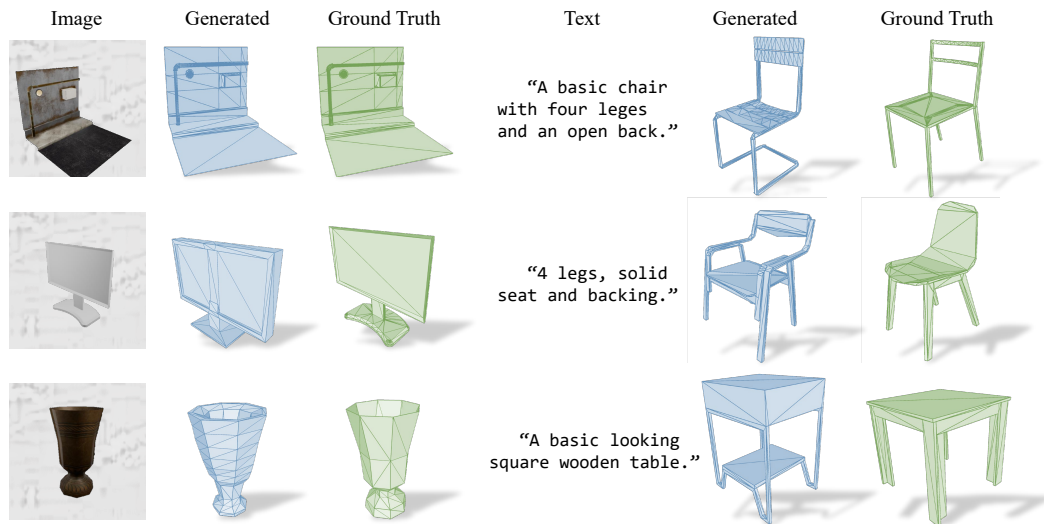 Image Generated Ground Truth Text Generated Ground Truth
“A basic chair
with four leges
and an open back.”
“4 legs, solid
seat and backing.”
“A basic looking
square wooden table.”